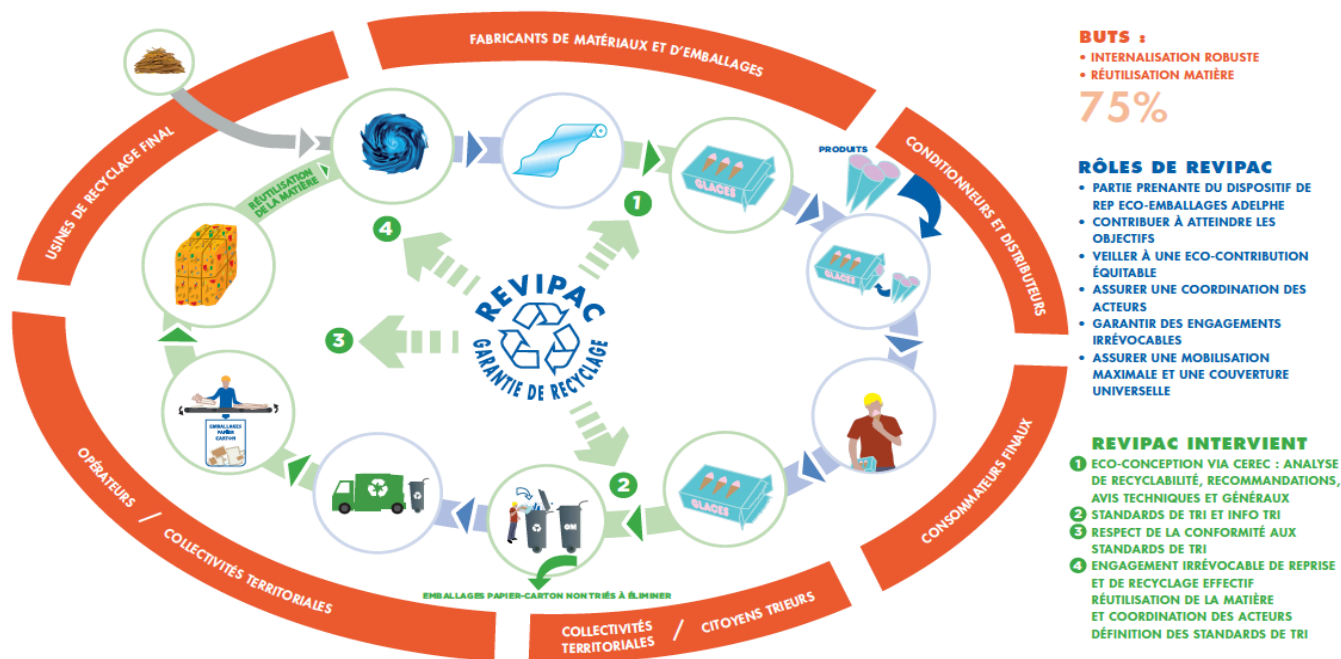 FABRICANTS DE MATÉRIAUX ET D'EMBALLAGES
USINES DE RECYCLAGE FINAL
CONDITIONNEURS ET DISTRIBUTEURS
PRODUITS
RÉUTILISATION
DE LA MATIÈRE
GLACES
GLACES
1
4
3
2
REVIPAC
GARANTIE DE RECYCLAGE
EMBALLAGES
PAPIER
CARTON
GLACES
OM
EMBALLAGES PAPIER-CARTON NON TRIÉS À ÉLIMINER
OPÉRATEURS / COLLECTIVITÉS TERRITORIALES
COLLECTIVITÉS
TERRITORIALES / CITOYENS TRIEURS
CONSOMMATEURS FINAUX
BUTS :
• INTERNALISATION ROBUSTE
• RÉUTILISATION MATIÈRE
75%
RÔLES DE REVIPAC
• PARTIE PRENANTE DU DISPOSITIF DE
REP ECO-EMBALLAGES ADELPHE
• CONTRIBUER À ATTEINDRE LES
OBJECTIFS
• VEILLER À UNE ECO-CONTRIBUTION
ÉQUITABLE
• ASSURER UNE COORDINATION DES
ACTEURS
• GARANTIR DES ENGAGEMENTS
IRRÉVOCABLES
• ASSURER UNE MOBILISATION
MAXIMALE ET UNE COUVERTURE
UNIVERSELLE
REVIPAC INTERVIENT
1 ECO-CONCEPTION VIA CEREC : ANALYSE
DE RECYCLABILITÉ, RECOMMANDATIONS,
AVIS TECHNIQUES ET GÉNÉRAUX
2 STANDARDS DE TRI ET INFO TRI
3 RESPECT DE LA CONFORMITÉ AUX
STANDARDS DE TRI
4 ENGAGEMENT IRRÉVOCABLE DE REPRISE
ET DE RECYCLAGE EFFECTIF
RÉUTILISATION DE LA MATIÈRE
ET COORDINATION DES ACTEURS
DÉFINITION DES STANDARDS DE TRI